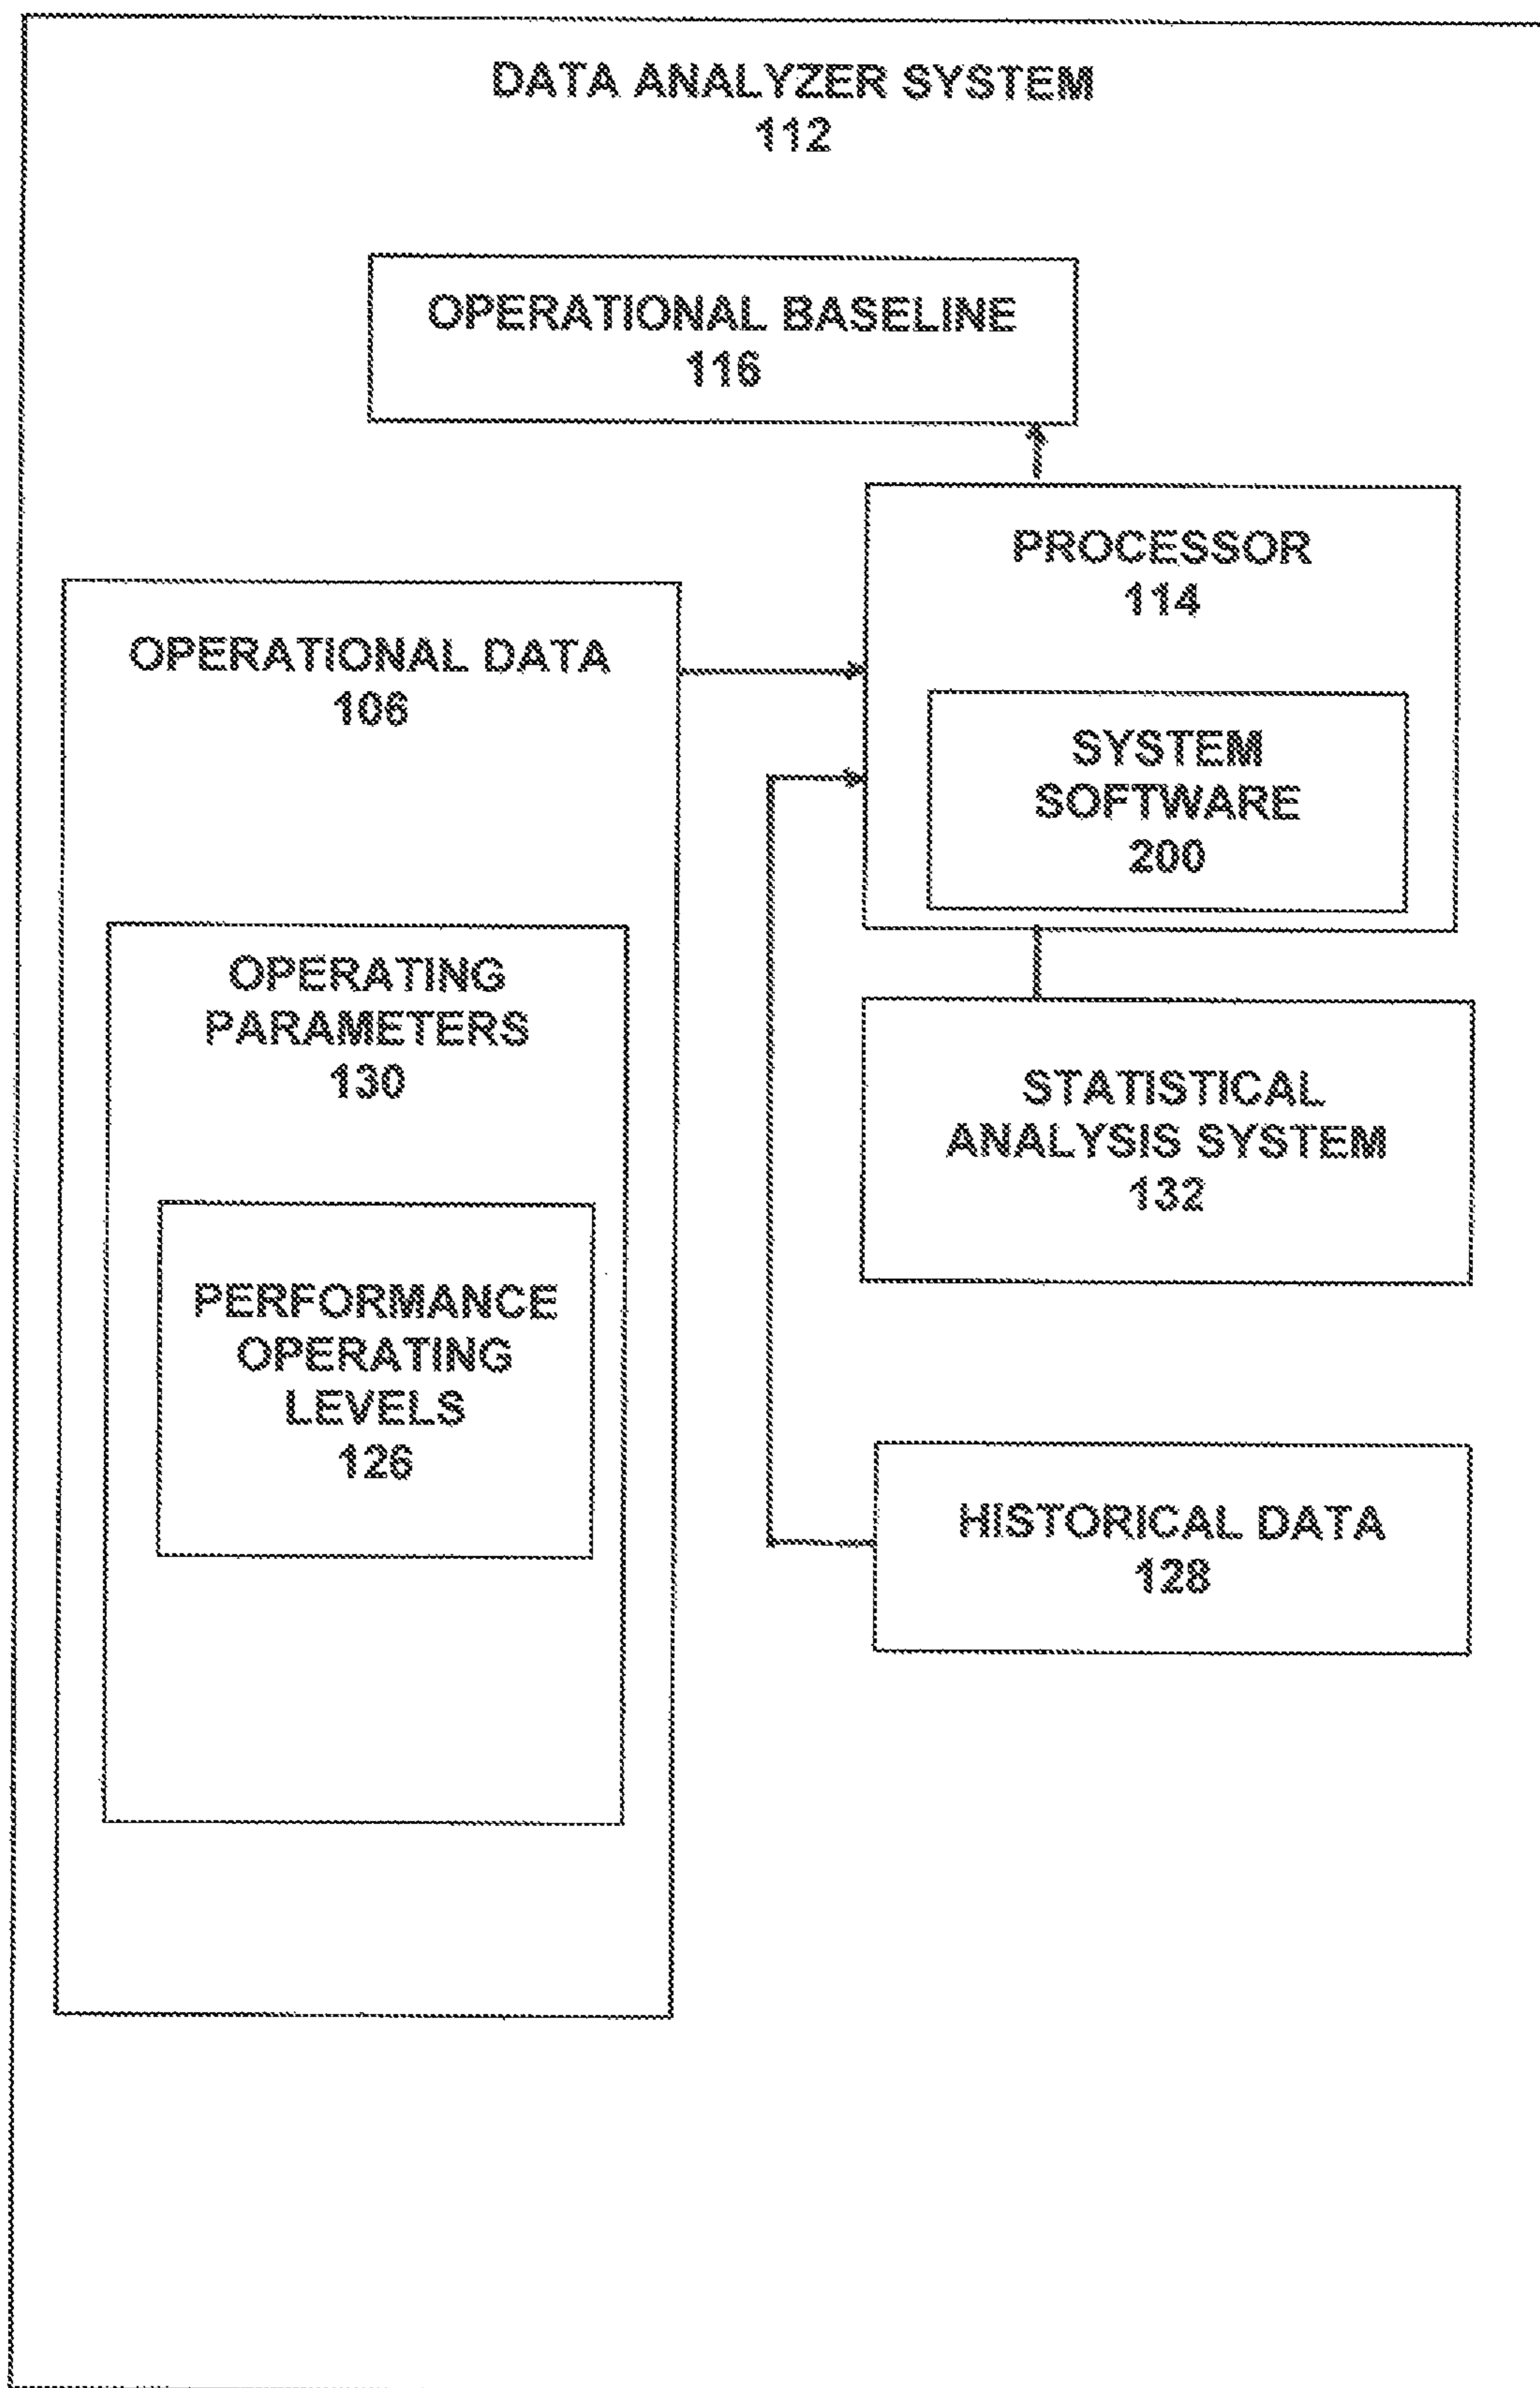 DATA ANALYZER SYSTEM
112
OPERATIONAL BASELINE
116
PROCESSOR
114
OPERATIONAL DATA
106
SYSTEM
SOFTWARE
200
OPERATING
PARAMETERS
130
STATISTICAL
ANALYSIS SYSTEM
132
PERFORMANCE
OPERATING
LEVELS
126
HISTORICAL DATA
128